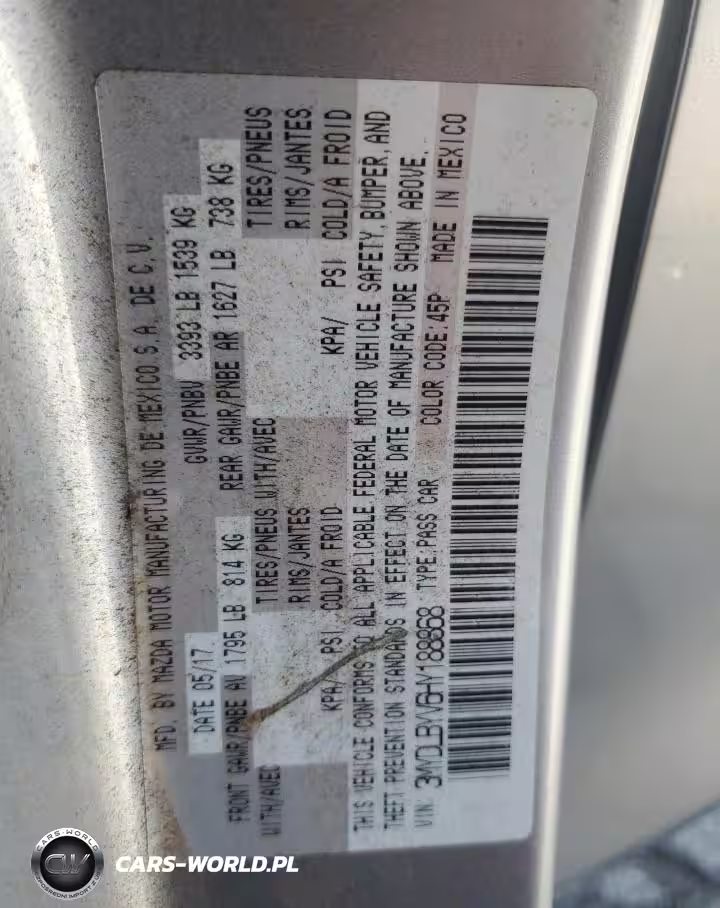 MFD. BY MAZDA MOTOR MANUFACTURING DE MEXICO S.A. DE C.V.
DATE 05/17. GVWR/PNBV 3393 LB 1539 KG
FRONT GAWR/PNBE AV 1795 LB 814 KG REAR GAWR/PNBE AR 1627 LB 738 KG
WITH/AVEC TIRES/PNEUS WITH/AVEC TIRES/PNEUS
RIMS/JANTES RIMS/JANTES.
KPA/ PSI COLD/A FROID KPA/ PSI COLD/A FROID
THIS VEHICLE CONFORMS TO ALL APPLICABLE FEDERAL MOTOR VEHICLE SAFETY, BUMPER, AND
THEFT PREVENTION STANDARDS IN EFFECT ON THE DATE OF MANUFACTURE SHOWN ABOVE.
VIN: 3MYDLBYV6HY188868 TYPE:PASS CAR COLOR CODE:45P MADE IN MEXICO
CARS-WORLD
CW
CARS-WORLD.PL